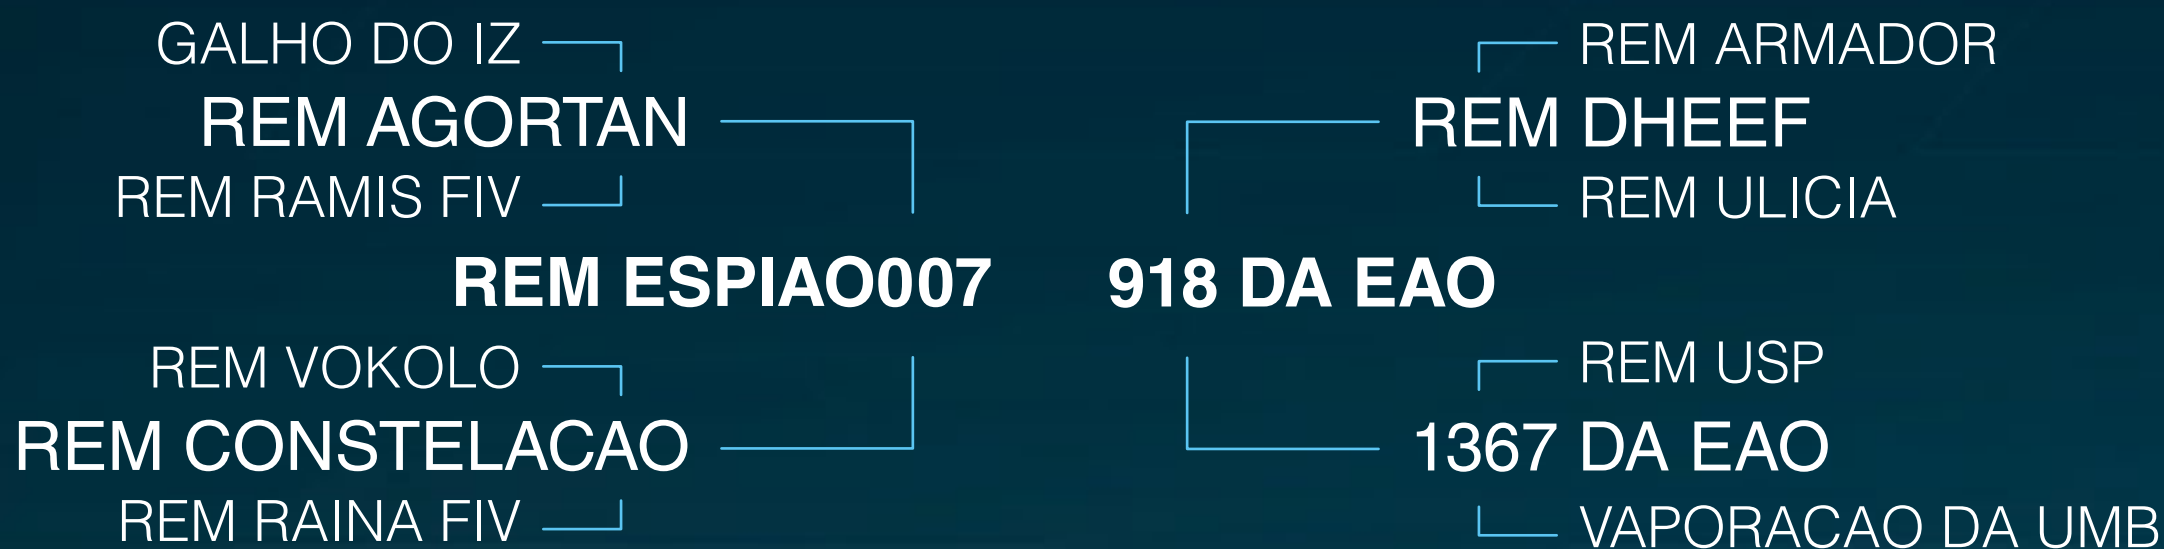 GALHO DO IZ
REM AGORTAN
REM RAMIS FIV
REM ESPIAO007
REM VOKOLO
REM CONSTELACAO
REM RAINA FIV
REM ARMADOR
REM DHEEF
REM ULICIA
918 DA EAO
REM USP
1367 DA EAO
VAPORACAO DA UMB